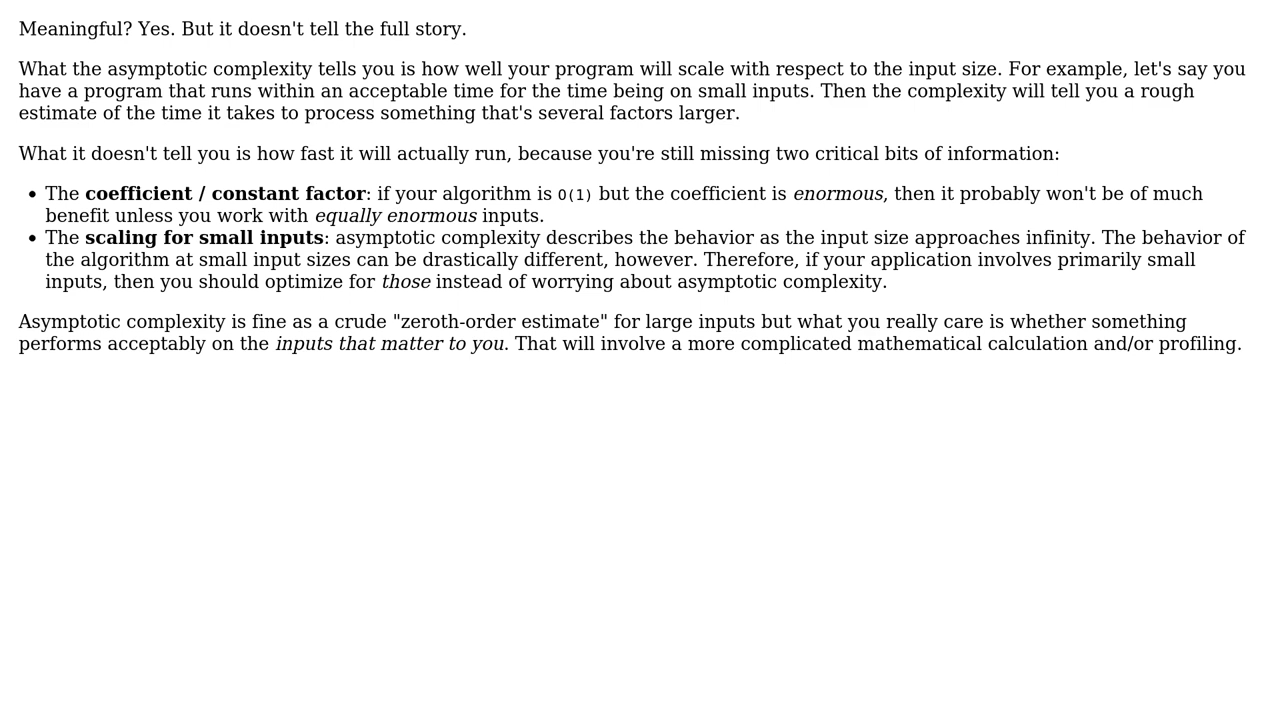 Meaningful? Yes. But it doesn't tell the full story.
What the asymptotic complexity tells you is how well your program will scale with respect to the input size. For example, let's say you
have a program that runs within an acceptable time for the time being on small inputs. Then the complexity will tell you a rough
estimate of the time it takes to process something that's several factors larger.
What it doesn't tell you is how fast it will actually run, because you're still missing two critical bits of information:
• The coefficient / constant factor: if your algorithm is O(1) but the coefficient is enormous, then it probably won't be of much
benefit unless you work with equally enormous inputs.
• The scaling for small inputs: asymptotic complexity describes the behavior as the input size approaches infinity. The behavior of
the algorithm at small input sizes can be drastically different, however. Therefore, if your application involves primarily small
inputs, then you should optimize for those instead of worrying about asymptotic complexity.
Asymptotic complexity is fine as a crude "zeroth-order estimate" for large inputs but what you really care is whether something
performs acceptably on the inputs that matter to you. That will involve a more complicated mathematical calculation and/or profiling.